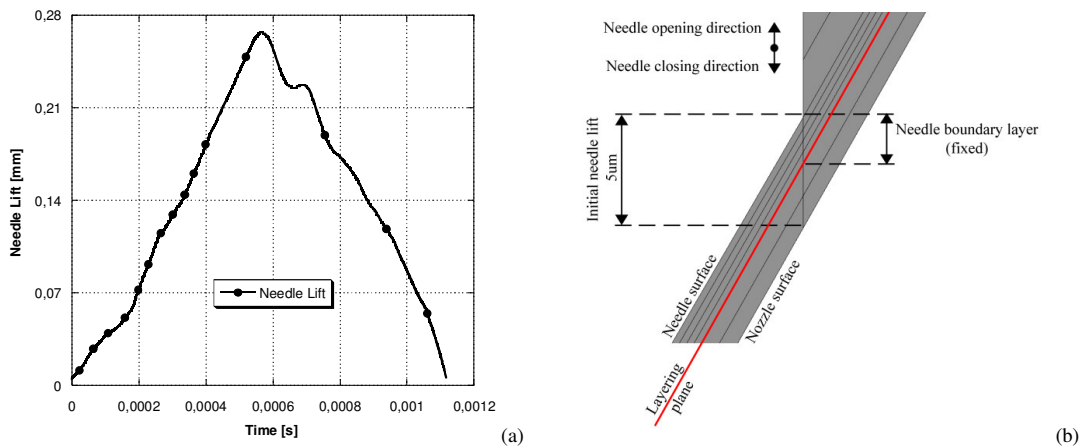 0,28
0,21
0,14
0,07
0
Needle Lift [mm]
Needle Lift
0
0,0002
0,0004
0,0006
0,0008
0,001
0,0012
Time [s]
(a)
Needle opening direction
Needle closing direction
Initial needle lift
5um
Needle boundary layer
(fixed)
Needle surface
Nozzle surface
Layering
plane
(b)